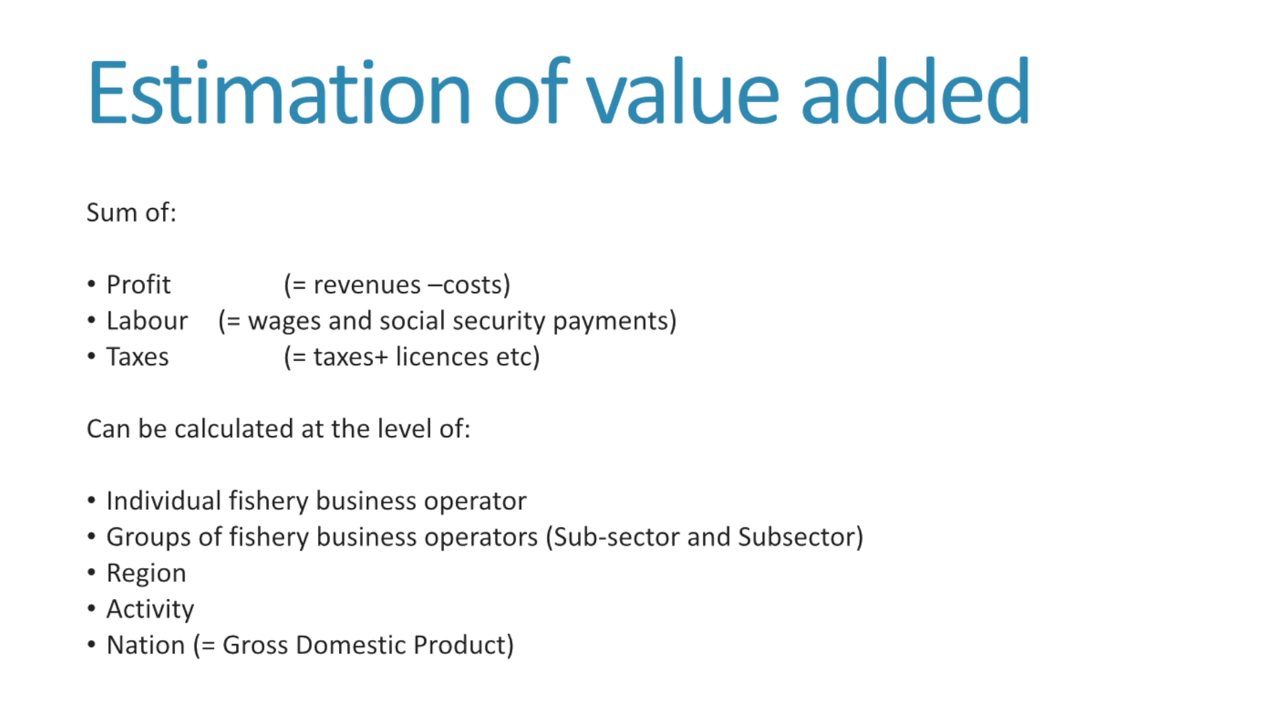 Estimation of value added
Sum of:
• Profit (= revenues –costs)
• Labour (= wages and social security payments)
• Taxes (= taxes+ licences etc)
Can be calculated at the level of:
• Individual fishery business operator
• Groups of fishery business operators (Sub-sector and Subsector)
• Region
• Activity
• Nation (= Gross Domestic Product)